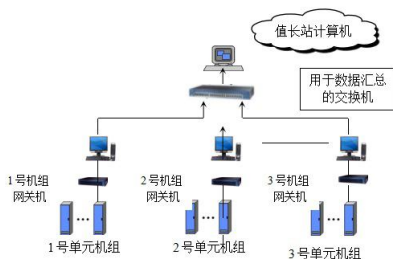 值长站计算机
用于数据汇总
的交换机
1号机组
网关机
2号机组
网关机
3号机组
网关机
1号单元机组
2号单元机组
3号单元机组